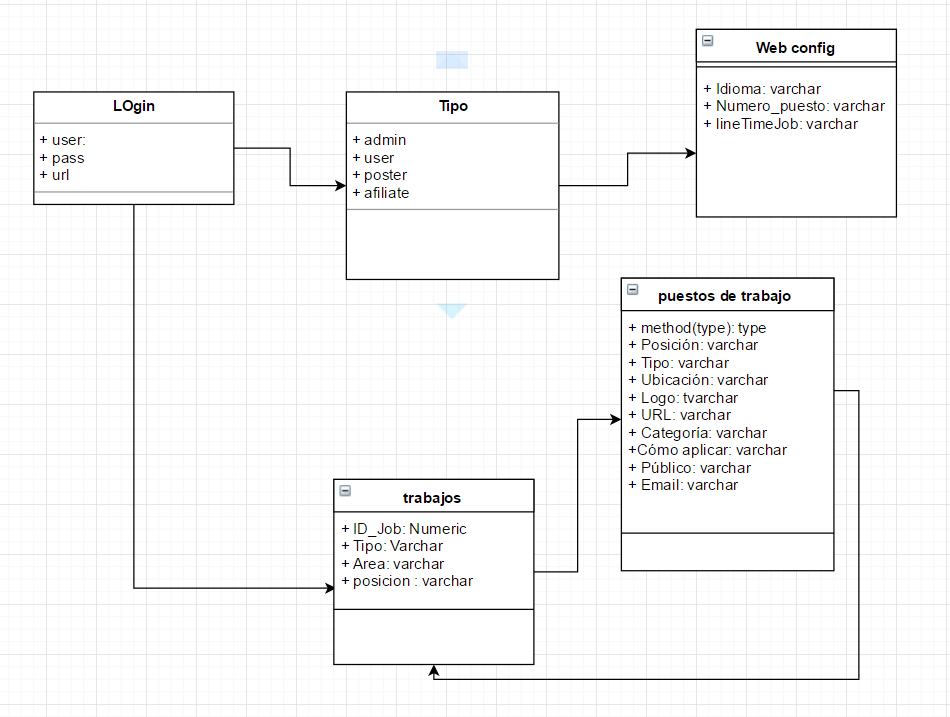 LOgin
+ user:
+ pass
+ url
Tipo
+ admin
+ user
+ poster
+ afiliate
Web config
+ Idioma: varchar
+ Numero_puesto: varchar
+ lineTimeJob: varchar
puestos de trabajo
+ method(type): type
+ Posición: varchar
+ Tipo: varchar
+ Ubicación: varchar
+ Logo: tvarchar
+ URL: varchar
+ Categoría: varchar
+Cómo aplicar: varchar
+ Público: varchar
+ Email: varchar
trabajos
+ ID_Job: Numeric
+ Tipo: Varchar
+ Area: varchar
+ posicion : varchar